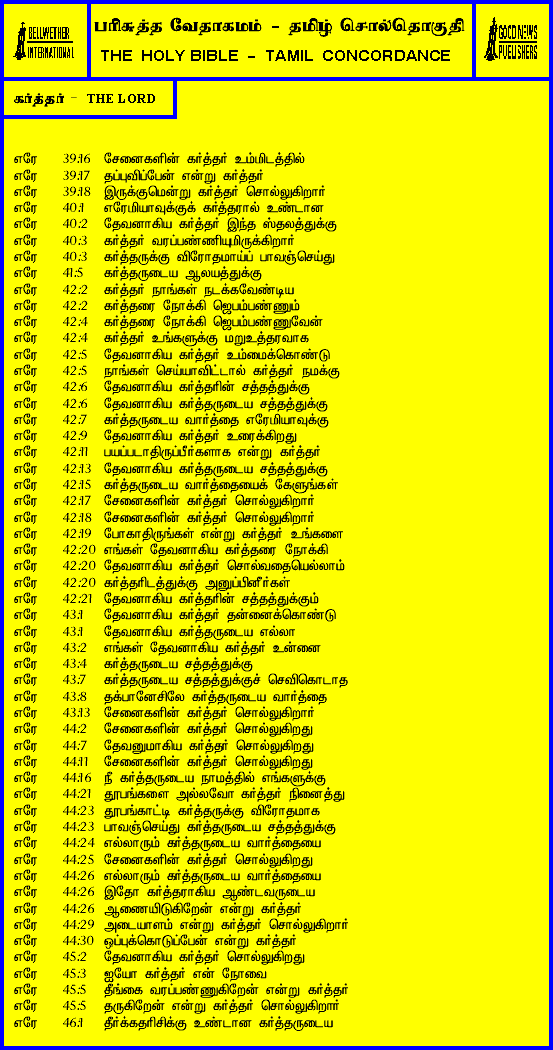 BELLWETHER
INTERNATIONAL
பரிசுத்த வேதாகமம் - தமிழ் சொல்தொகுதி
THE HOLY BIBLE - TAMIL CONCORDANCE
GOOD NEWS
PUBLISHERS
கர்த்தர் - THE LORD
எரே 39:16 சேனைகளின் கர்த்தர் உம்மிடத்தில்
எரே 39:17 தப்புவிப்பேன் என்று கர்த்தர்
எரே 39:18 இருக்குமென்று கர்த்தர் சொல்லுகிறார்
எரே 40:1 எரேமியாவுக்குக் கர்த்தரால் உண்டான
எரே 40:2 தேவனாகிய கர்த்தர் இந்த ஸ்தலத்துக்கு
எரே 40:3 கர்த்தர் வரப்பண்ணியுமிருக்கிறார்
எரே 40:3 கர்த்தருக்கு விரோதமாய்ப் பாவஞ்செய்து
எரே 41:5 கர்த்தருடைய ஆலயத்துக்கு
எரே 42:2 கர்த்தர் நாங்கள் நடக்கவேண்டிய
எரே 42:2 கர்த்தரை நோக்கி ஜெபம்பண்ணும்
எரே 42:4 கர்த்தரை நோக்கி ஜெபம்பண்ணுவேன்
எரே 42:4 கர்த்தர் உங்களுக்கு மறுஉத்தரவாக
எரே 42:5 தேவனாகிய கர்த்தர் உம்மைக்கொண்டு
எரே 42:5 நாங்கள் செய்யாவிட்டால் கர்த்தர் நமக்கு
எரே 42:6 தேவனாகிய கர்த்தரின் சத்தத்துக்கு
எரே 42:6 தேவனாகிய கர்த்தருடைய சத்தத்துக்கு
எரே 42:7 கர்த்தருடைய வார்த்தை எரேமியாவுக்கு
எரே 42:9 தேவனாகிய கர்த்தர் உரைக்கிறது
எரே 42:11 பயப்படாதிருப்பீர்களாக என்று கர்த்தர்
எரே 42:13 தேவனாகிய கர்த்தருடைய சத்தத்துக்கு
எரே 42:15 கர்த்தருடைய வார்த்தையைக் கேளுங்கள்
எரே 42:17 சேனைகளின் கர்த்தர் சொல்லுகிறார்
எரே 42:18 சேனைகளின் கர்த்தர் சொல்லுகிறார்
எரே 42:19 போகாதிருங்கள் என்று கர்த்தர் உங்களை
எரே 42:20 எங்கள் தேவனாகிய கர்த்தரை நோக்கி
எரே 42:20 தேவனாகிய கர்த்தர் சொல்வதையெல்லாம்
எரே 42:20 கர்த்தரிடத்துக்கு அனுப்பினீர்கள்
எரே 42:21 தேவனாகிய கர்த்தரின் சத்தத்துக்கும்
எரே 43:1 தேவனாகிய கர்த்தர் தன்னைக்கொண்டு
எரே 43:1 தேவனாகிய கர்த்தருடைய எல்லா
எரே 43:2 எங்கள் தேவனாகிய கர்த்தர் உன்னை
எரே 43:4 கர்த்தருடைய சத்தத்துக்கு
எரே 43:7 கர்த்தருடைய சத்தத்துக்குச் செவிகொடாத
எரே 43:8 தக்பானேசிலே கர்த்தருடைய வார்த்தை
எரே 43:13 சேனைகளின் கர்த்தர் சொல்லுகிறார்
எரே 44:2 சேனைகளின் கர்த்தர் சொல்லுகிறது
எரே 44:7 தேவனுமாகிய கர்த்தர் சொல்லுகிறது
எரே 44:11 சேனைகளின் கர்த்தர் சொல்லுகிறது
எரே 44:16 நீ கர்த்தருடைய நாமத்தில் எங்களுக்கு
எரே 44:21 தூபங்களை அல்லவோ கர்த்தர் நினைத்து
எரே 44:23 தூபங்காட்டி கர்த்தருக்கு விரோதமாக
எரே 44:23 பாவஞ்செய்து கர்த்தருடைய சத்தத்துக்கு
எரே 44:24 எல்லாரும் கர்த்தருடைய வார்த்தையை
எரே 44:25 சேனைகளின் கர்த்தர் சொல்லுகிறது
எரே 44:26 எல்லாரும் கர்த்தருடைய வார்த்தையை
எரே 44:26 இதோ கர்த்தராகிய ஆண்டவருடைய
எரே 44:26 ஆணையிடுகிறேன் என்று கர்த்தர்
எரே 44:29 அடையாளம் என்று கர்த்தர் சொல்லுகிறார்
எரே 44:30 ஒப்புக்கொடுப்பேன் என்று கர்த்தர்
எரே 45:2 தேவனாகிய கர்த்தர் சொல்லுகிறது
எரே 45:3 ஐயோ கர்த்தர் என் நோவை
எரே 45:5 தீங்கை வரப்பண்ணுகிறேன் என்று கர்த்தர்
எரே 45:5 தருகிறேன் என்று கர்த்தர் சொல்லுகிறார்
எரே 46:1 தீர்க்கதரிசிக்கு உண்டான கர்த்தருடைய